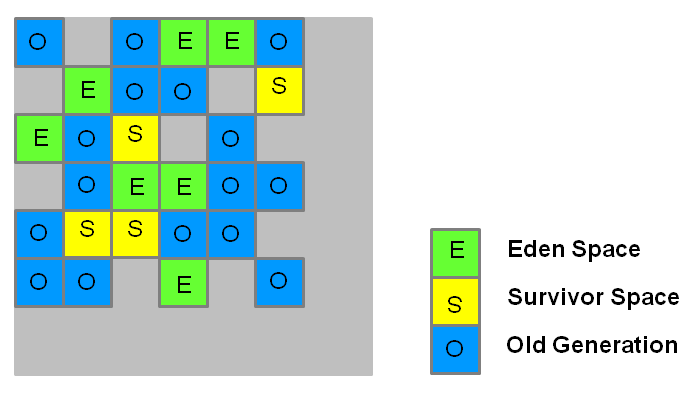 O O E E O
E O O S
E O S O
O E E O O
O S S O O
O O E O
E Eden Space
S Survivor Space
O Old Generation